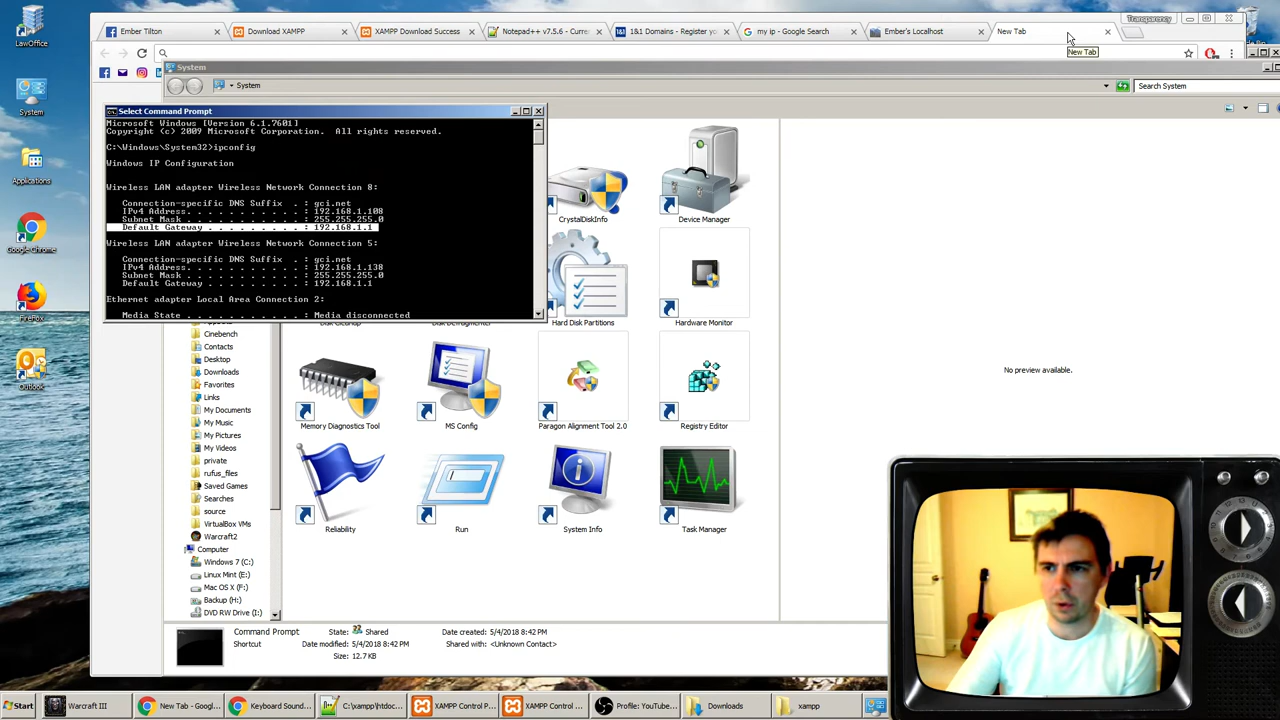 LawOffice
System
Applications
Google Chrome
FireFox
Outlook
Ember Tilton
Download XAMPP
XAMPP Download Success
Notepad++ v7.5.6 - Curre
1&1 Domains - Register yo
my ip - Google Search
Ember's Localhost
New Tab
Transparency
New Tab
System
System
Search System
Select Command Prompt
Microsoft Windows [Version 6.1.7601]
Copyright (c) 2009 Microsoft Corporation. All rights reserved.
C:\Windows\System32>ipconfig
Windows IP Configuration
Wireless LAN adapter Wireless Network Connection 8:
Connection-specific DNS Suffix . : gci.net
IPv4 Address. . . . . . . . . . . : 192.168.1.108
Subnet Mask . . . . . . . . . . . : 255.255.255.0
Default Gateway . . . . . . . . . : 192.168.1.1
Wireless LAN adapter Wireless Network Connection 5:
Connection-specific DNS Suffix . : gci.net
IPv4 Address. . . . . . . . . . . : 192.168.1.138
Subnet Mask . . . . . . . . . . . : 255.255.255.0
Default Gateway . . . . . . . . . : 192.168.1.1
Ethernet adapter Local Area Connection 2:
Media State . . . . . . . . . . . : Media disconnected
CrystalDiskInfo
Device Manager
Disk Cleanup
Disk Defragmenter
Hard Disk Partitions
Hardware Monitor
Memory Diagnostics Tool
MS Config
Paragon Alignment Tool 2.0
Registry Editor
Reliability
Run
System Info
Task Manager
No preview available.
Cinebench
Contacts
Desktop
Downloads
Favorites
Links
My Documents
My Music
My Pictures
My Videos
private
rufus_files
Saved Games
Searches
source
VirtualBox VMs
Warcraft2
Computer
Windows 7 (C:)
Linux Mint (E:)
Mac OS X (F:)
Backup (H:)
DVD RW Drive (I:)
Command Prompt
Shortcut
State: Shared
Date modified: 5/4/2018 8:42 PM
Size: 12.7 KB
Date created: 5/4/2018 8:42 PM
Shared with: <Unknown Contact>
Start
Warcraft III
New Tab - Googl...
Keyboard Sound...
C:\xampp\htdoc...
XAMPP Control P...
XAMPP Control ...
Profile: YouTube...
Downloads
xampp